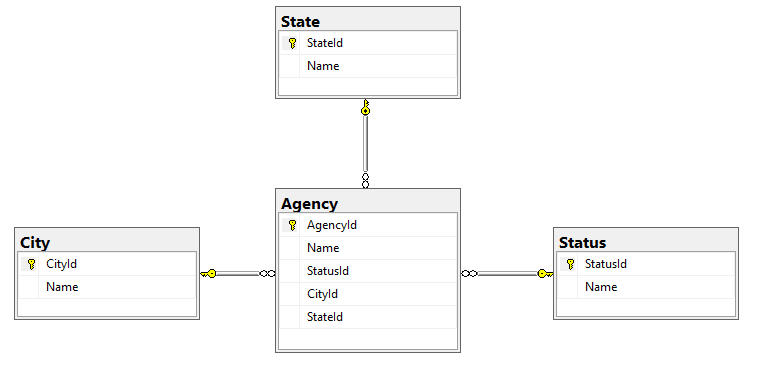 State
StateId
Name
Agency
AgencyId
Name
StatusId
CityId
StateId
City
CityId
Name
Status
StatusId
Name